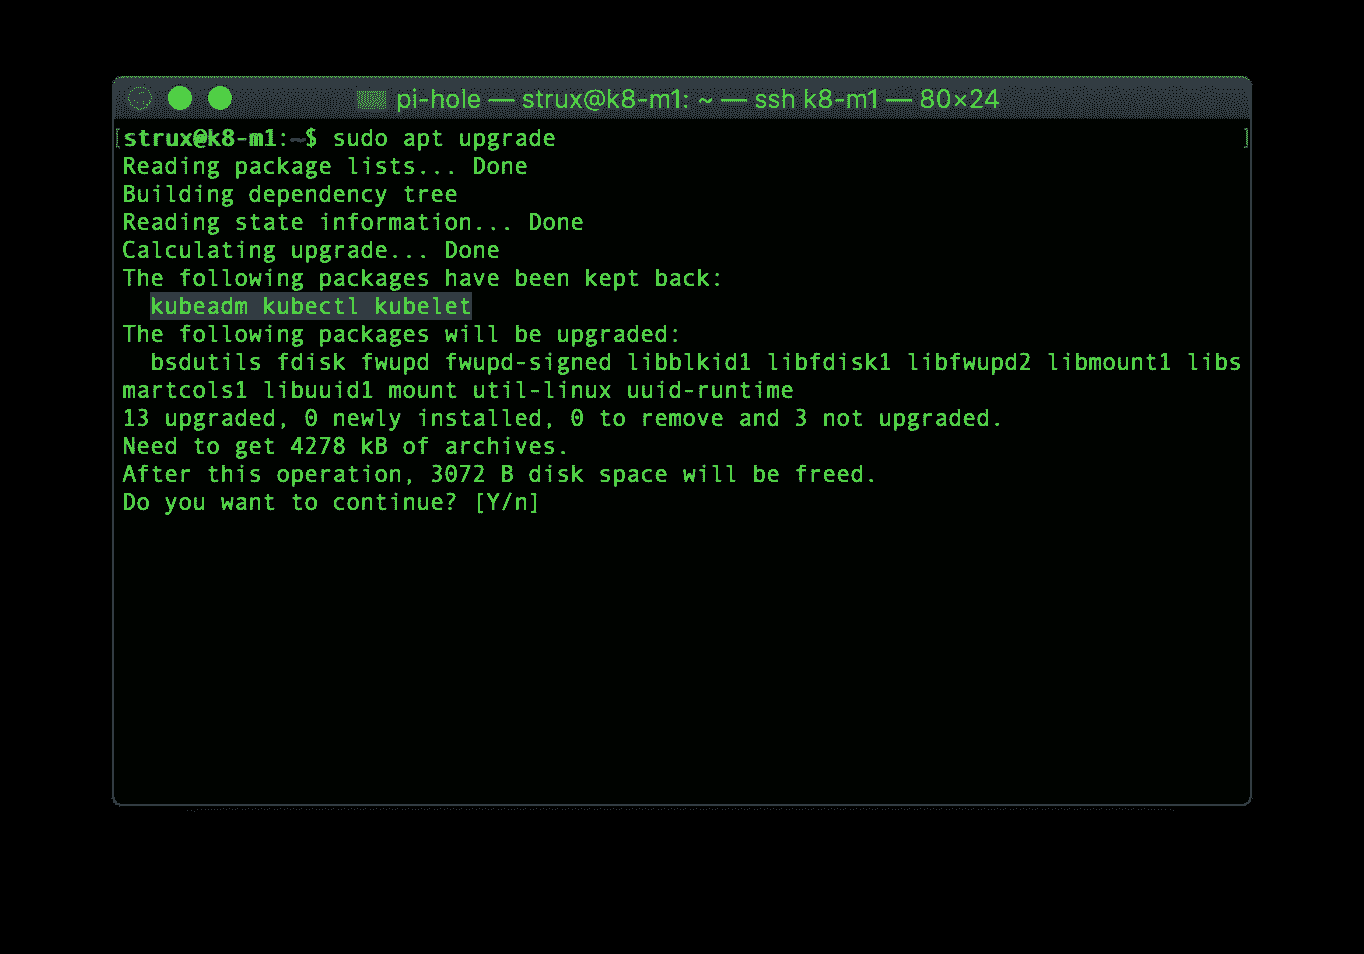 pi-hole — strux@k8-m1: ~ — ssh k8-m1 — 80×24
[strux@k8-m1:~$ sudo apt upgrade ]
Reading package lists... Done
Building dependency tree
Reading state information... Done
Calculating upgrade... Done
The following packages have been kept back:
  kubeadm kubectl kubelet
The following packages will be upgraded:
  bsdutils fdisk fwupd fwupd-signed libblkid1 libfdisk1 libfwupd2 libmount1 libs
martcols1 libuuid1 mount util-linux uuid-runtime
13 upgraded, 0 newly installed, 0 to remove and 3 not upgraded.
Need to get 4278 kB of archives.
After this operation, 3072 B disk space will be freed.
Do you want to continue? [Y/n]